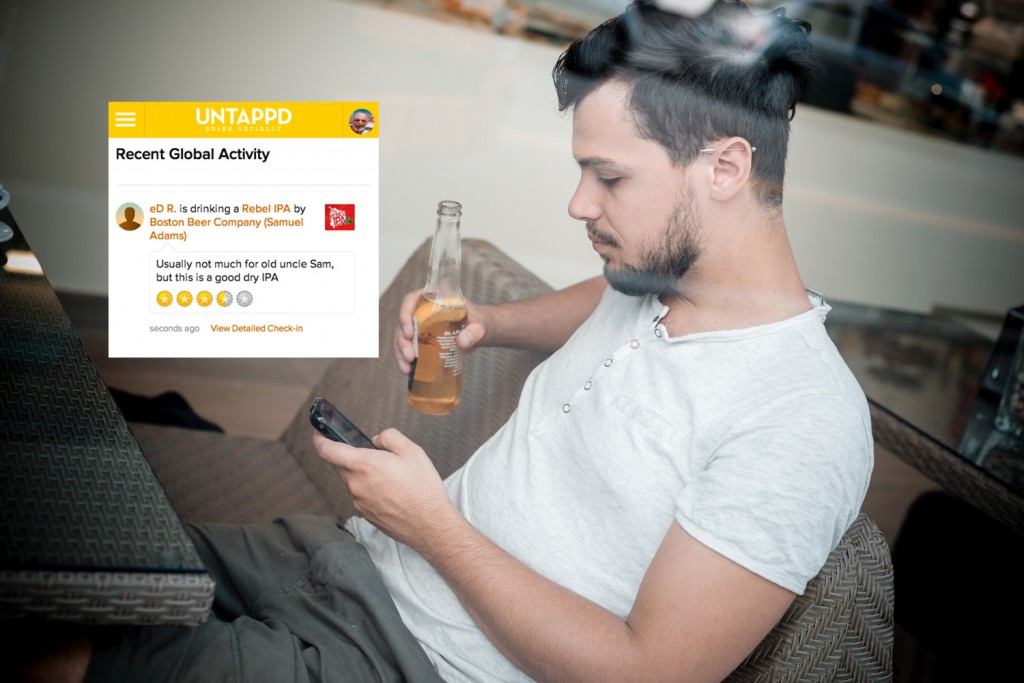 UNTAPPD
DRINK SOCIALLY
Recent Global Activity
eD R. is drinking a Rebel IPA by
Boston Beer Company (Samuel
Adams)
Usually not much for old uncle Sam,
but this is a good dry IPA
seconds ago View Detailed Check-in